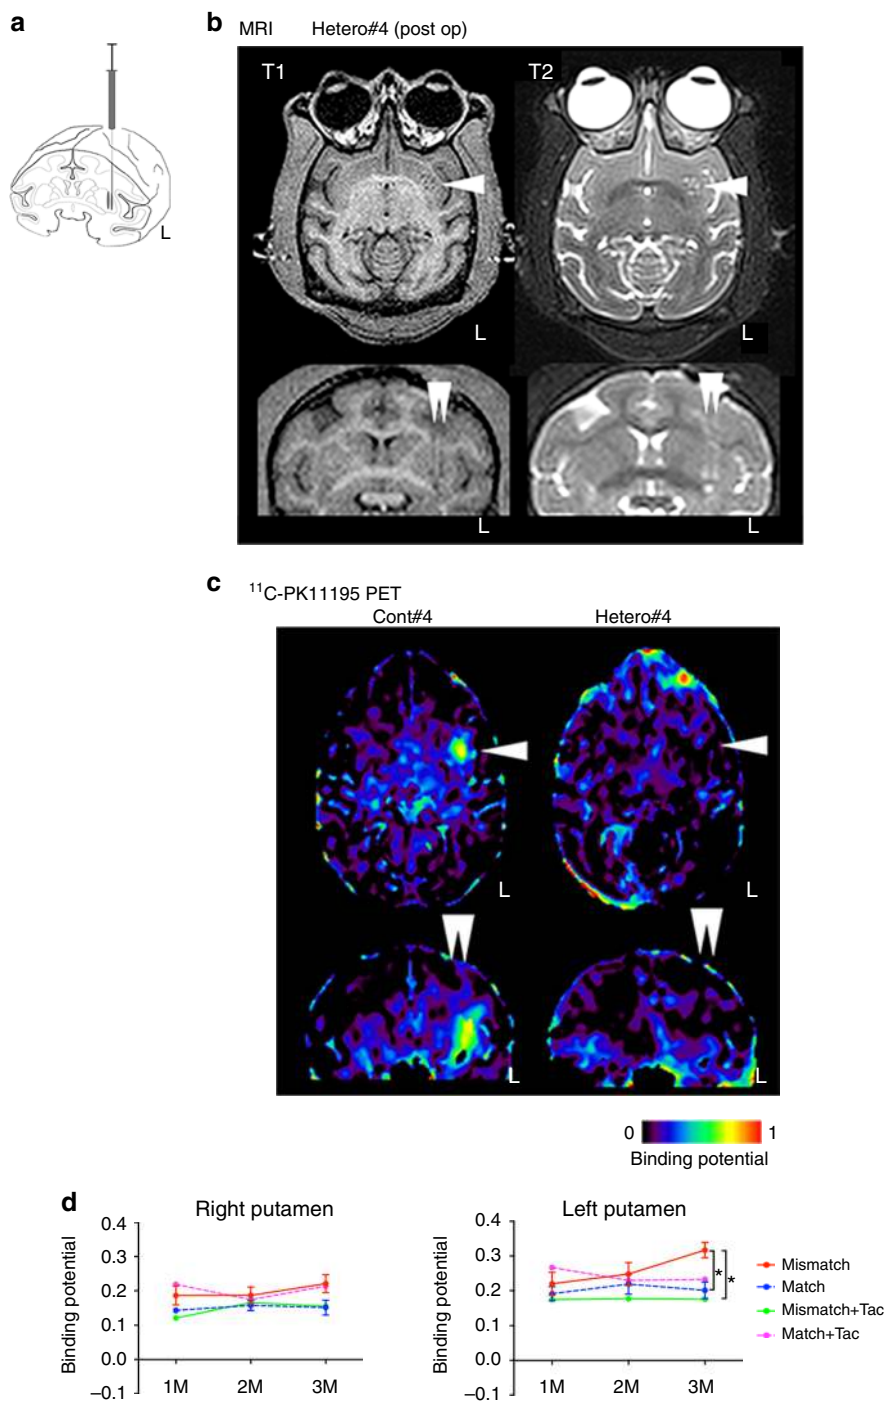 a
L
b
MRI Hetero#4 (post op)
T1
T2
L
L
L
L
c
11C-PK11195 PET
Cont#4
Hetero#4
L
L
L
L
0
1
Binding potential
d
Right putamen
Binding potential
0.4
0.3
0.2
0.1
0.0
–0.1
1M
2M
3M
Left putamen
Binding potential
0.4
0.3
0.2
0.1
0.0
–0.1
1M
2M
3M
*
*
Mismatch
Match
Mismatch+Tac
Match+Tac